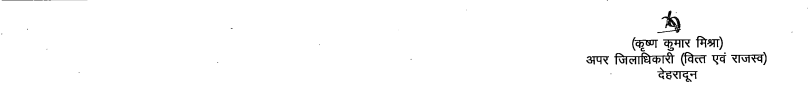 (कृष्ण कुमार मिश्रा)
अपर जिलाधिकारी (वित्त एवं राजस्व)
देहरादून